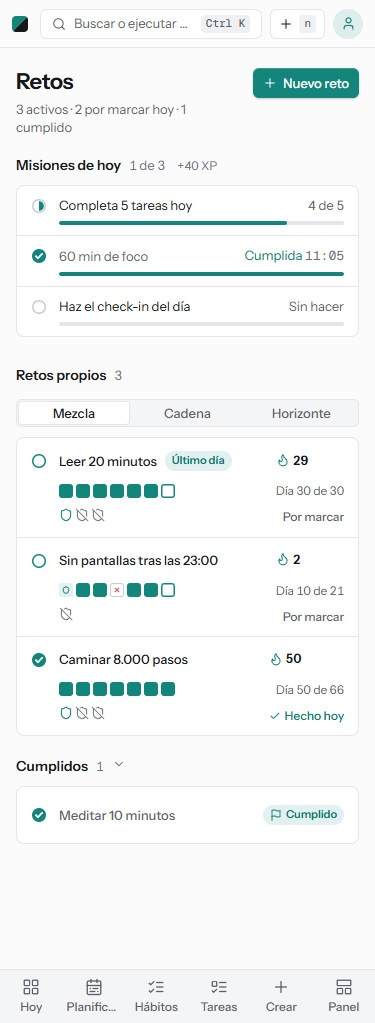 Buscar o ejecutar ... Ctrl K
n
Retos
Nuevo reto
3 activos · 2 por marcar hoy · 1
cumplido
Misiones de hoy 1 de 3 +40 XP
Completa 5 tareas hoy 4 de 5
60 min de foco Cumplida 11:05
Haz el check-in del día Sin hacer
Retos propios 3
Mezcla Cadena Horizonte
Leer 20 minutos Último día 29
Día 30 de 30
Por marcar
Sin pantallas tras las 23:00 2
Día 10 de 21
Por marcar
Caminar 8.000 pasos 50
Día 50 de 66
Hecho hoy
Cumplidos 1
Meditar 10 minutos Cumplido
Hoy Planific... Hábitos Tareas Crear Panel